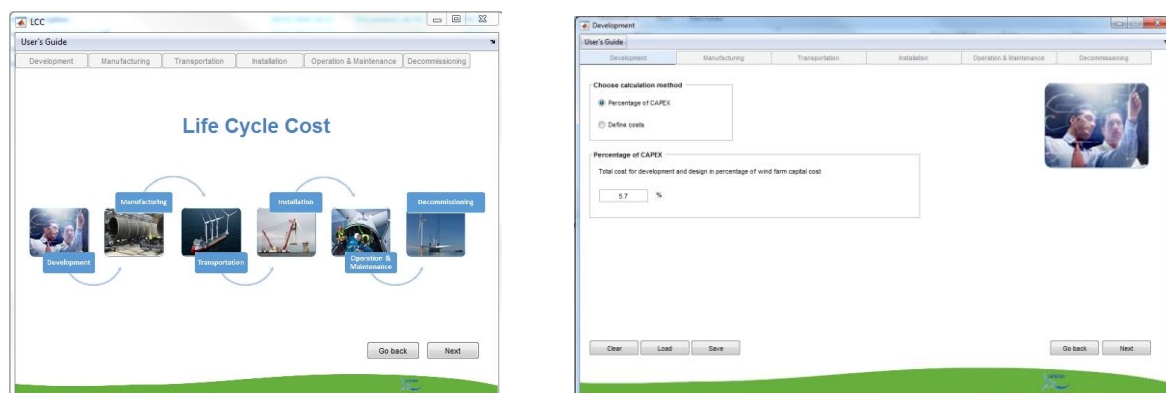 LCC
User's Guide
Development Manufacturing Transportation Installation Operation & Maintenance Decommissioning
Life Cycle Cost
Manufacturing Installation Decommissioning
Development Transportation Operation & Maintenance
Go back Next
Development
User's Guide
Development Manufacturing Transportation Installation Operation & Maintenance Decommissioning
Choose calculation method
Percentage of CAPEX
Define costs
Percentage of CAPEX
Total cost for development and design in percentage of wind farm capital cost
5.7 %
Clear Load Save Go back Next